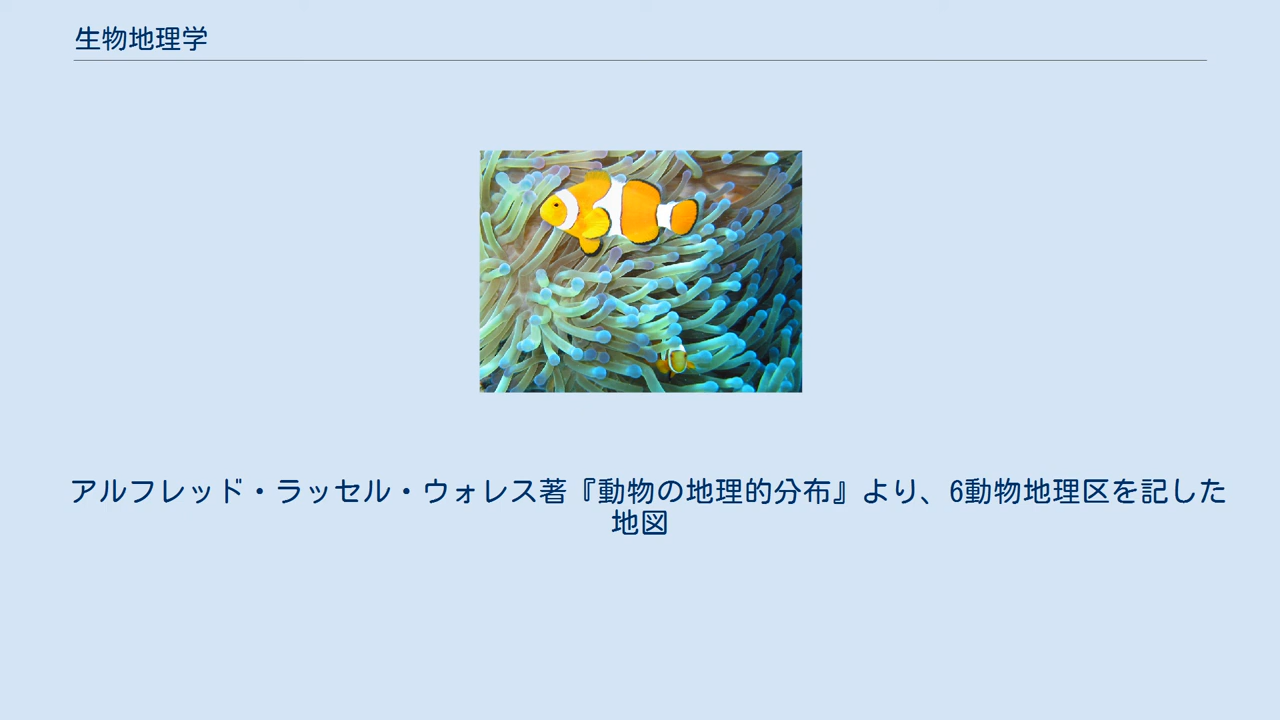 生物地理学
アルフレッド・ラッセル・ウォレス著『動物の地理的分布』より、6動物地理区を記した
地図